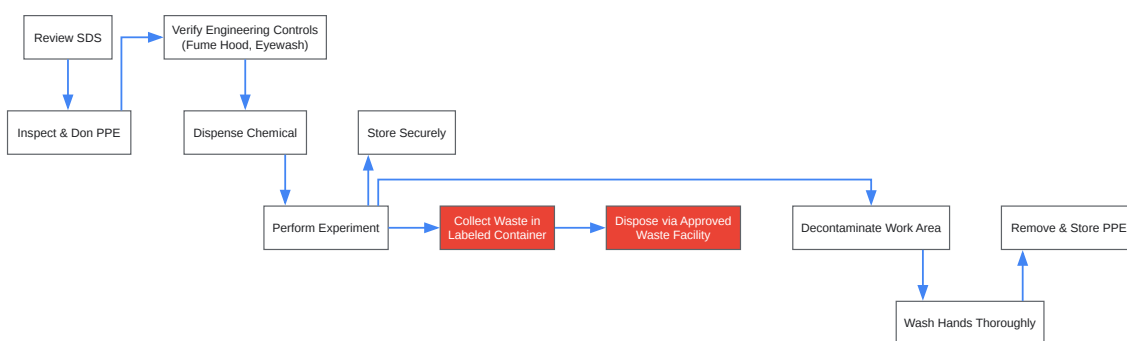 Review SDS
Verify Engineering Controls
(Fume Hood, Eyewash)
Inspect & Don PPE
Dispense Chemical
Store Securely
Perform Experiment
Collect Waste in
Labeled Container
Dispose via Approved
Waste Facility
Decontaminate Work Area
Remove & Store PPE
Wash Hands Thoroughly